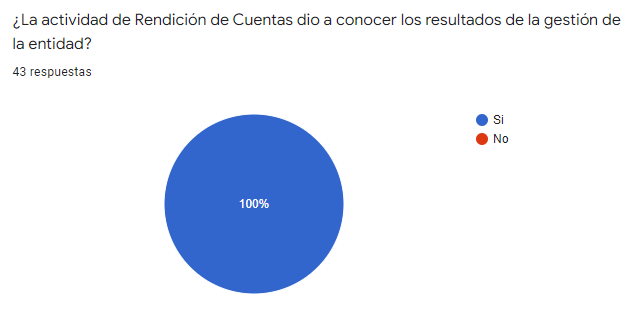 ¿La actividad de Rendición de Cuentas dio a conocer los resultados de la gestión de
la entidad?
43 respuestas
Si
No
100%